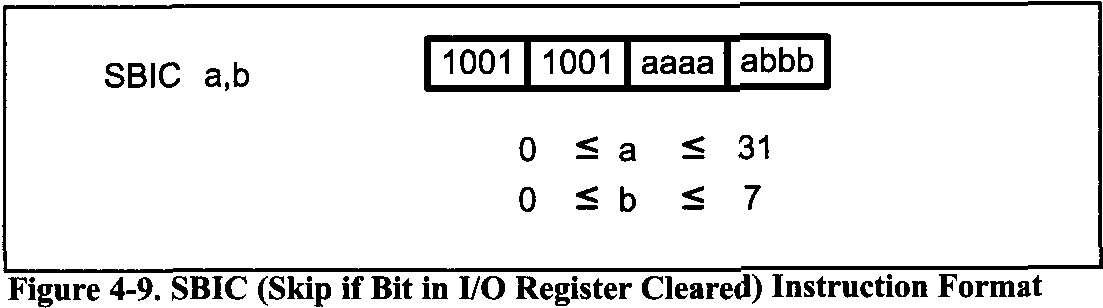 SBIC a,b 1001 1001 aaaa abbb
0 ≤ a ≤ 31
0 ≤ b ≤ 7
Figure 4-9. SBIC (Skip if Bit in I/O Register Cleared) Instruction Format